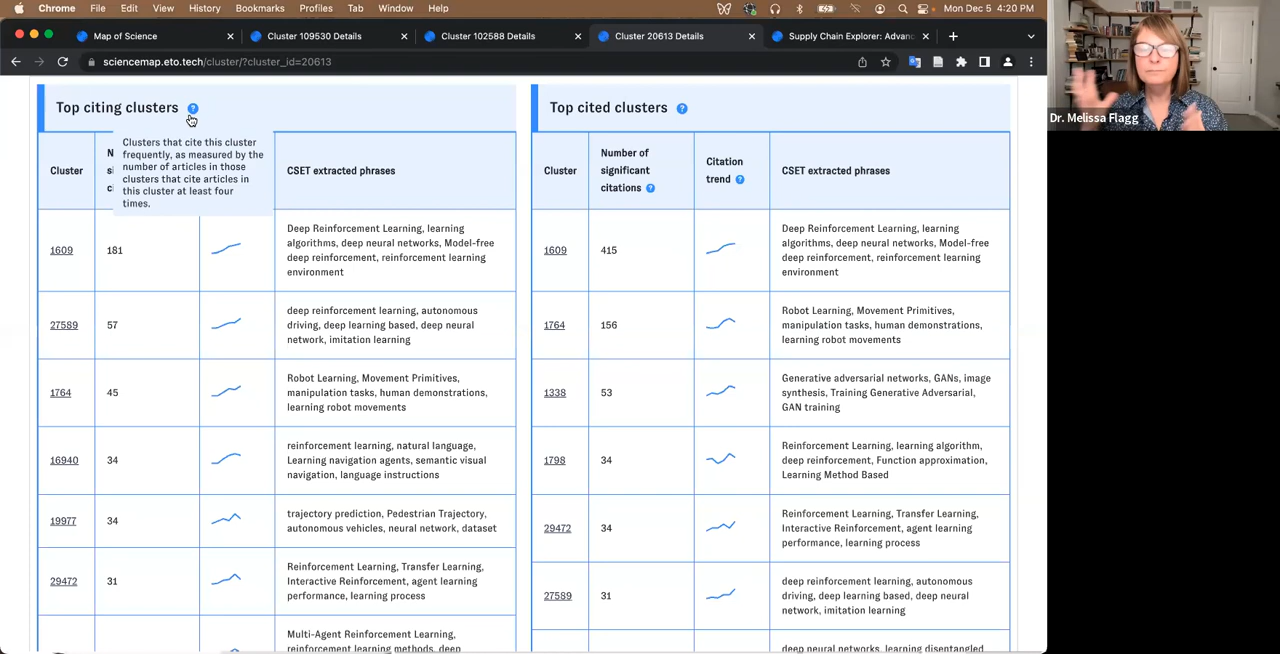 Chrome File Edit View History Bookmarks Profiles Tab Window Help Mon Dec 5 4:20 PM
Map of Science Cluster 109530 Details Cluster 102588 Details Cluster 20613 Details Supply Chain Explorer: Advanc
sciencemap.eto.tech/cluster/?cluster_id=20613
Dr. Melissa Flagg
Top citing clusters ?
Clusters that cite this cluster
frequently, as measured by the
number of articles in those
clusters that cite articles in
this cluster at least four
times.
Cluster
CSET extracted phrases
1609
181
Deep Reinforcement Learning, learning
algorithms, deep neural networks, Model-free
deep reinforcement, reinforcement learning
environment
27589
57
deep reinforcement learning, autonomous
driving, deep learning based, deep neural
network, imitation learning
1764
45
Robot Learning, Movement Primitives,
manipulation tasks, human demonstrations,
learning robot movements
16940
34
reinforcement learning, natural language,
Learning navigation agents, semantic visual
navigation, language instructions
19977
34
trajectory prediction, Pedestrian Trajectory,
autonomous vehicles, neural network, dataset
29472
31
Reinforcement Learning, Transfer Learning,
Interactive Reinforcement, agent learning
performance, learning process
Multi-Agent Reinforcement Learning,
reinforcement learning methods, deep
Top cited clusters ?
Cluster
Number of
significant
citations ?
Citation
trend ?
CSET extracted phrases
1609
415
Deep Reinforcement Learning, learning
algorithms, deep neural networks, Model-free
deep reinforcement, reinforcement learning
environment
1764
156
Robot Learning, Movement Primitives,
manipulation tasks, human demonstrations,
learning robot movements
1338
53
Generative adversarial networks, GANs, image
synthesis, Training Generative Adversarial,
GAN training
1798
34
Reinforcement Learning, learning algorithm,
deep reinforcement, Function approximation,
Learning Method Based
29472
34
Reinforcement Learning, Transfer Learning,
Interactive Reinforcement, agent learning
performance, learning process
27589
31
deep reinforcement learning, autonomous
driving, deep learning based, deep neural
network, imitation learning
deep neural networks, learning disentangled